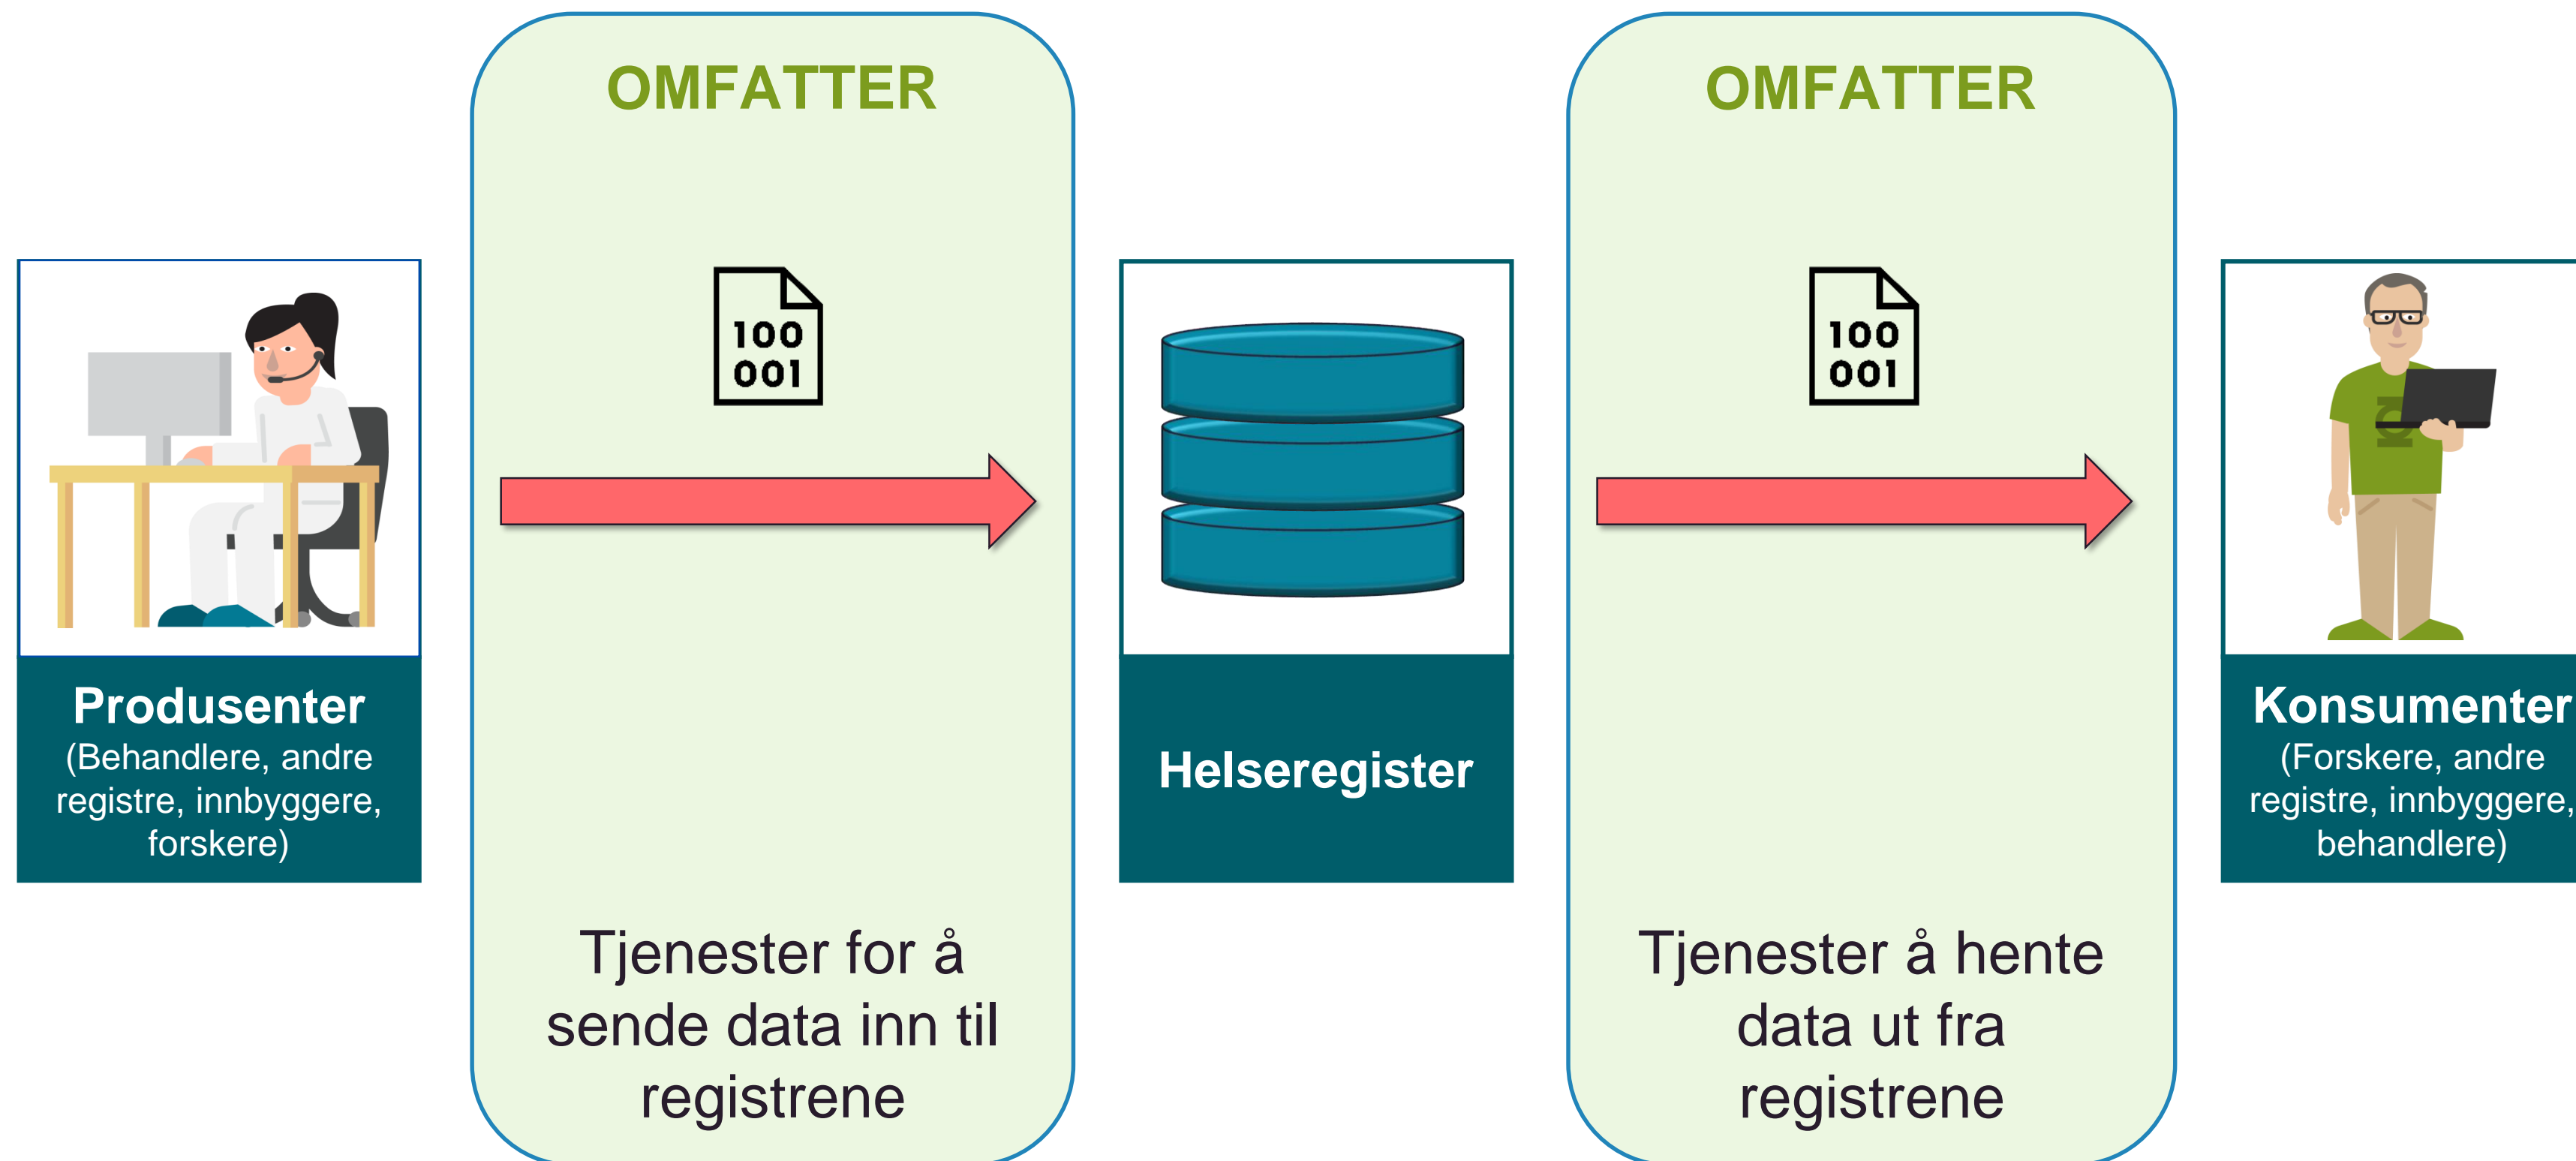 OMFATTER
100
001
Tjenester for å
sende data inn til
registrene
Produsenter
(Behandlere, andre
registre, innbyggere,
forskere)
Helseregister
OMFATTER
100
001
Tjenester å hente
data ut fra
registrene
Konsumenter
(Forskere, andre
registre, innbyggere,
behandlere)